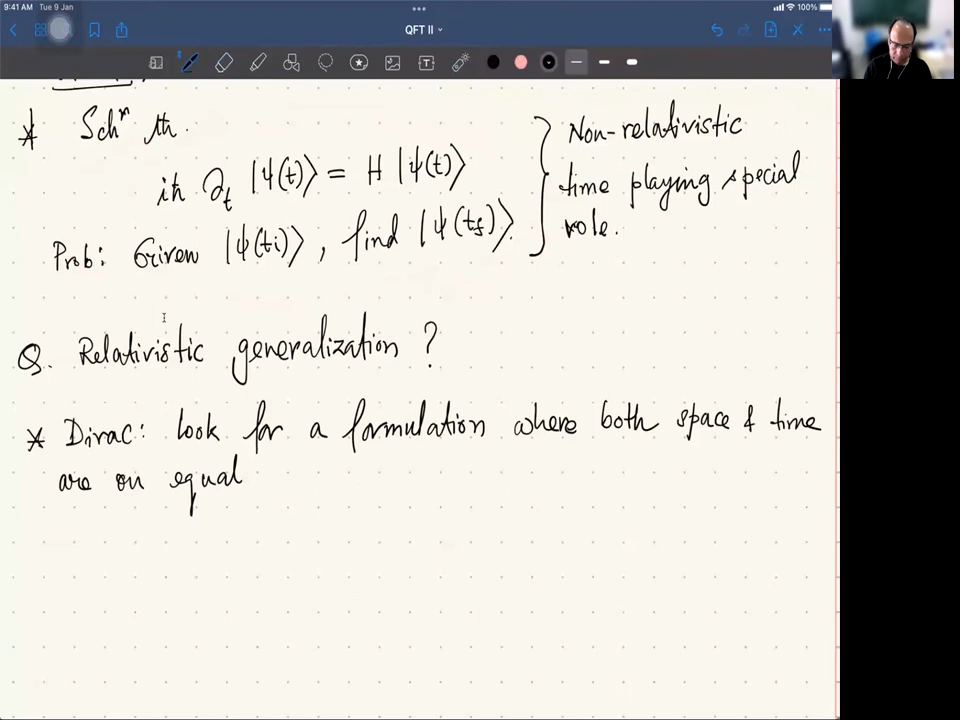 9:41 AM Tue 9 Jan
100%
QFT II
* Schⁿ th.
iħ ∂_t |ψ(t)⟩ = H |ψ(t)⟩
Prob: Given |ψ(ti)⟩, find |ψ(tf)⟩.
Non-relativistic
time playing special
role.
Q. Relativistic generalization ?
* Dirac: look for a formulation where both space & time
are on equal